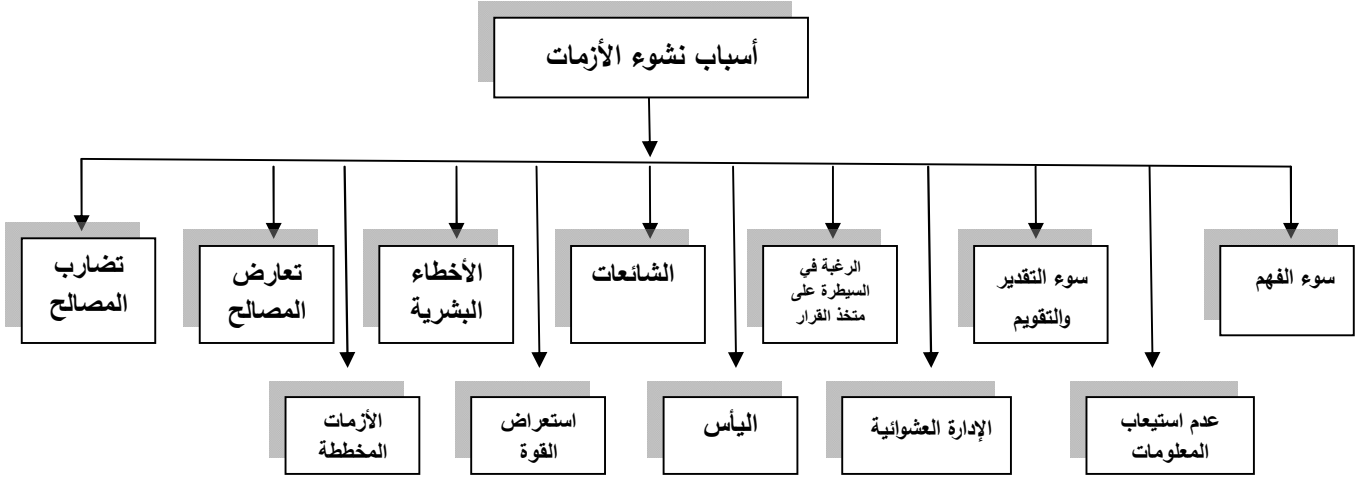 أسباب نشوء الأزمات
سوء الفهم
سوء التقدير
والتقويم
الرغبة في
السيطرة على
متخذ القرار
الشائعات
الأخطاء
البشرية
تعارض
المصالح
تضارب
المصالح
عدم استيعاب
المعلومات
الإدارة العشوائية
اليأس
استعراض
القوة
الأزمات
المخططة